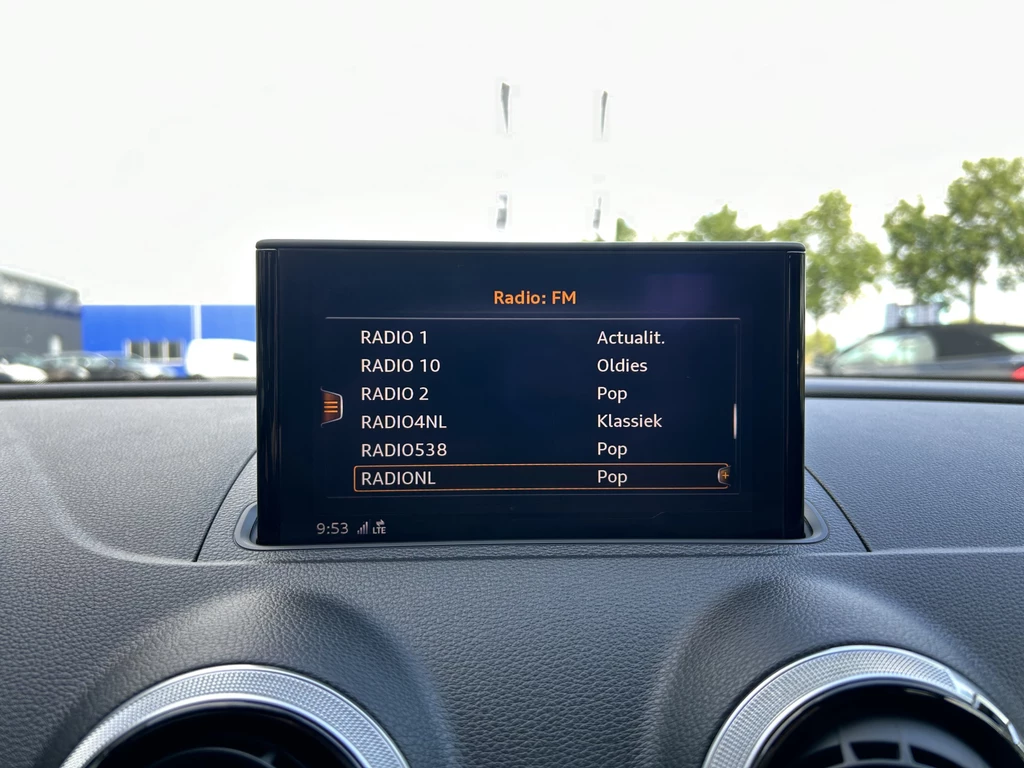 Radio: FM
RADIO 1 Actualit.
RADIO 10 Oldies
RADIO 2 Pop
RADIO4NL Klassiek
RADIO538 Pop
RADIONL Pop
9:53 LTE